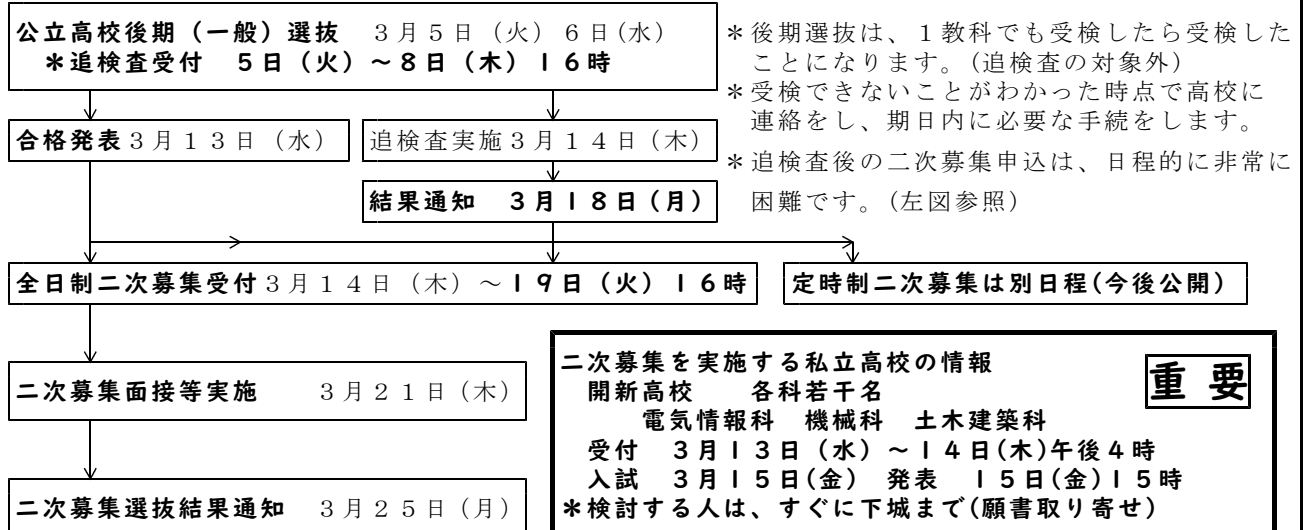 公立高校後期（一般）選抜　３月５日（火）６日(水)
＊追検査受付　５日（火）～８日（木）１６時
＊後期選抜は、１教科でも受検したら受検した
ことになります。(追検査の対象外)
＊受検できないことがわかった時点で高校に
連絡をし、期日内に必要な手続をします。
＊追検査後の二次募集申込は、日程的に非常に
困難です。(左図参照)
合格発表３月１３日（水）
追検査実施３月１４日（木）
結果通知　３月１８日(月)
全日制二次募集受付３月１４日（木）～１９日（火）１６時
定時制二次募集は別日程(今後公開)
二次募集面接等実施　３月２１日（木）
二次募集選抜結果通知　３月２５日（月）
二次募集を実施する私立高校の情報
重 要
開新高校　各科若干名
電気情報科　機械科　土木建築科
受付　３月１３日（水）～１４日(木)午後４時
入試　３月１５日(金)　発表　１５日(金)１５時
＊検討する人は、すぐに下城まで(願書取り寄せ)